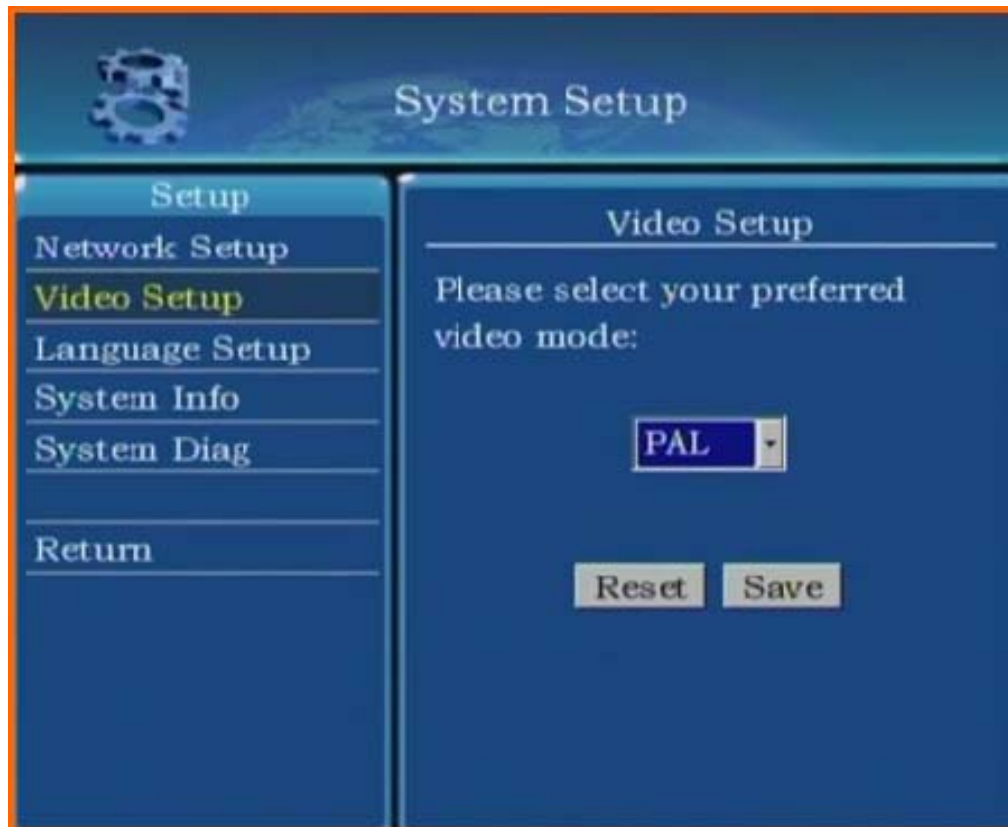 System Setup
Setup
Network Setup
Video Setup
Language Setup
System Info
System Diag
Return
Video Setup
Please select your preferred
video mode:
PAL
Reset Save